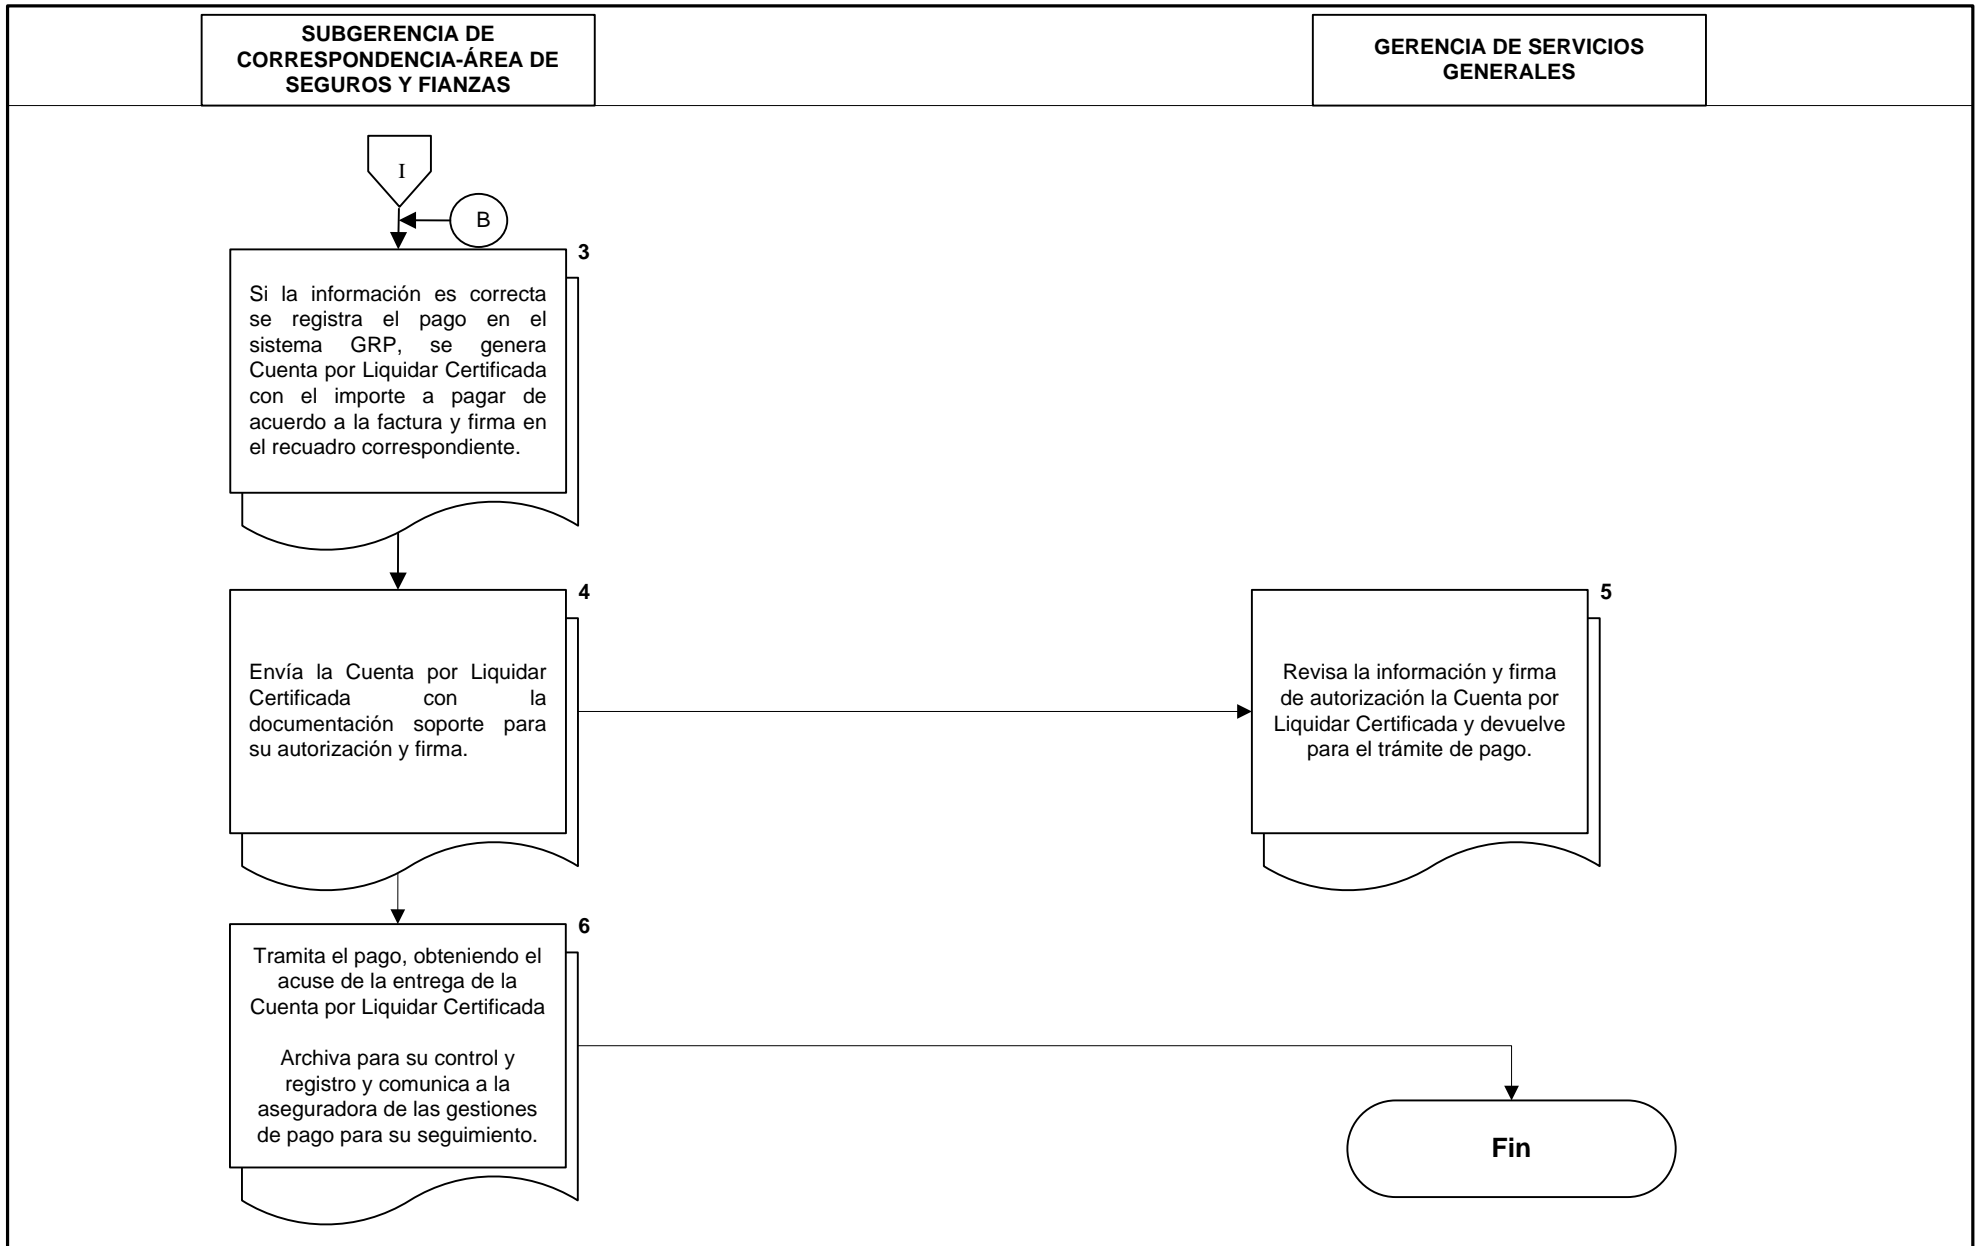 SUBGERENCIA DE
CORRESPONDENCIA-ÁREA DE
SEGUROS Y FIANZAS
GERENCIA DE SERVICIOS
GENERALES
I
B
3
Si la información es correcta
se registra el pago en el
sistema GRP, se genera
Cuenta por Liquidar Certificada
con el importe a pagar de
acuerdo a la factura y firma en
el recuadro correspondiente.
4
Envía la Cuenta por Liquidar
Certificada con la
documentación soporte para
su autorización y firma.
5
Revisa la información y firma
de autorización la Cuenta por
Liquidar Certificada y devuelve
para el trámite de pago.
6
Tramita el pago, obteniendo el
acuse de la entrega de la
Cuenta por Liquidar Certificada
Archiva para su control y
registro y comunica a la
aseguradora de las gestiones
de pago para su seguimiento.
Fin